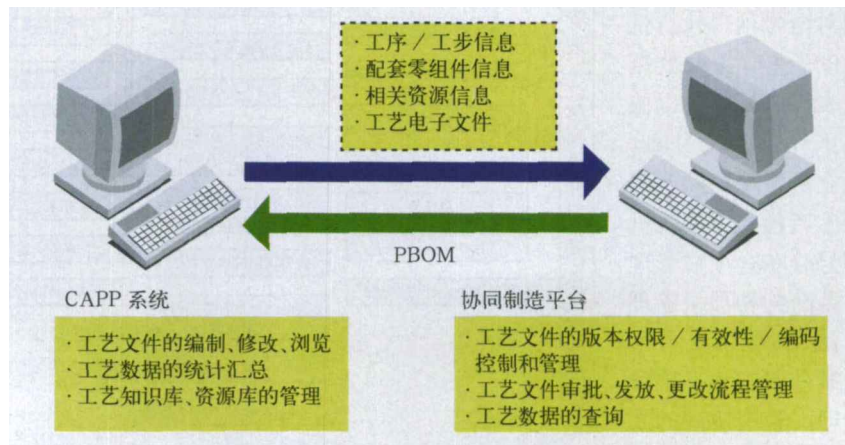 ·工序 / 工步信息
·配套零组件信息
·相关资源信息
·工艺电子文件
PBOM
CAPP 系统
·工艺文件的编制、修改、浏览
·工艺数据的统计汇总
·工艺知识库、资源库的管理
协同制造平台
·工艺文件的版本权限 / 有效性 / 编码
控制和管理
·工艺文件审批、发放、更改流程管理
·工艺数据的查询